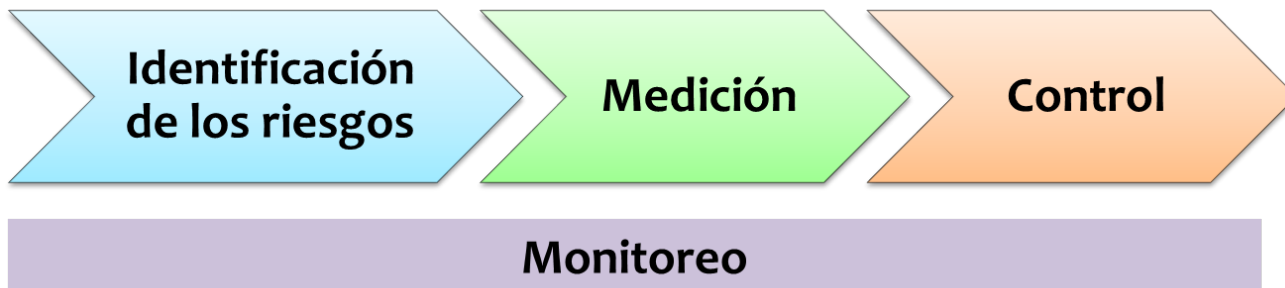 Identificación
de los riesgos
Medición
Control
Monitoreo